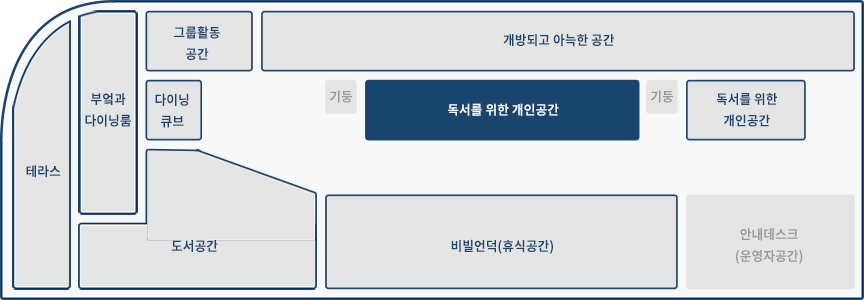 그룹활동
공간
개방되고 아늑한 공간
부엌과
다이닝룸
다이닝
큐브
기둥
독서를 위한 개인공간
기둥
독서를 위한
개인공간
테라스
도서공간
비빌언덕(휴식공간)
안내데스크
(운영자공간)